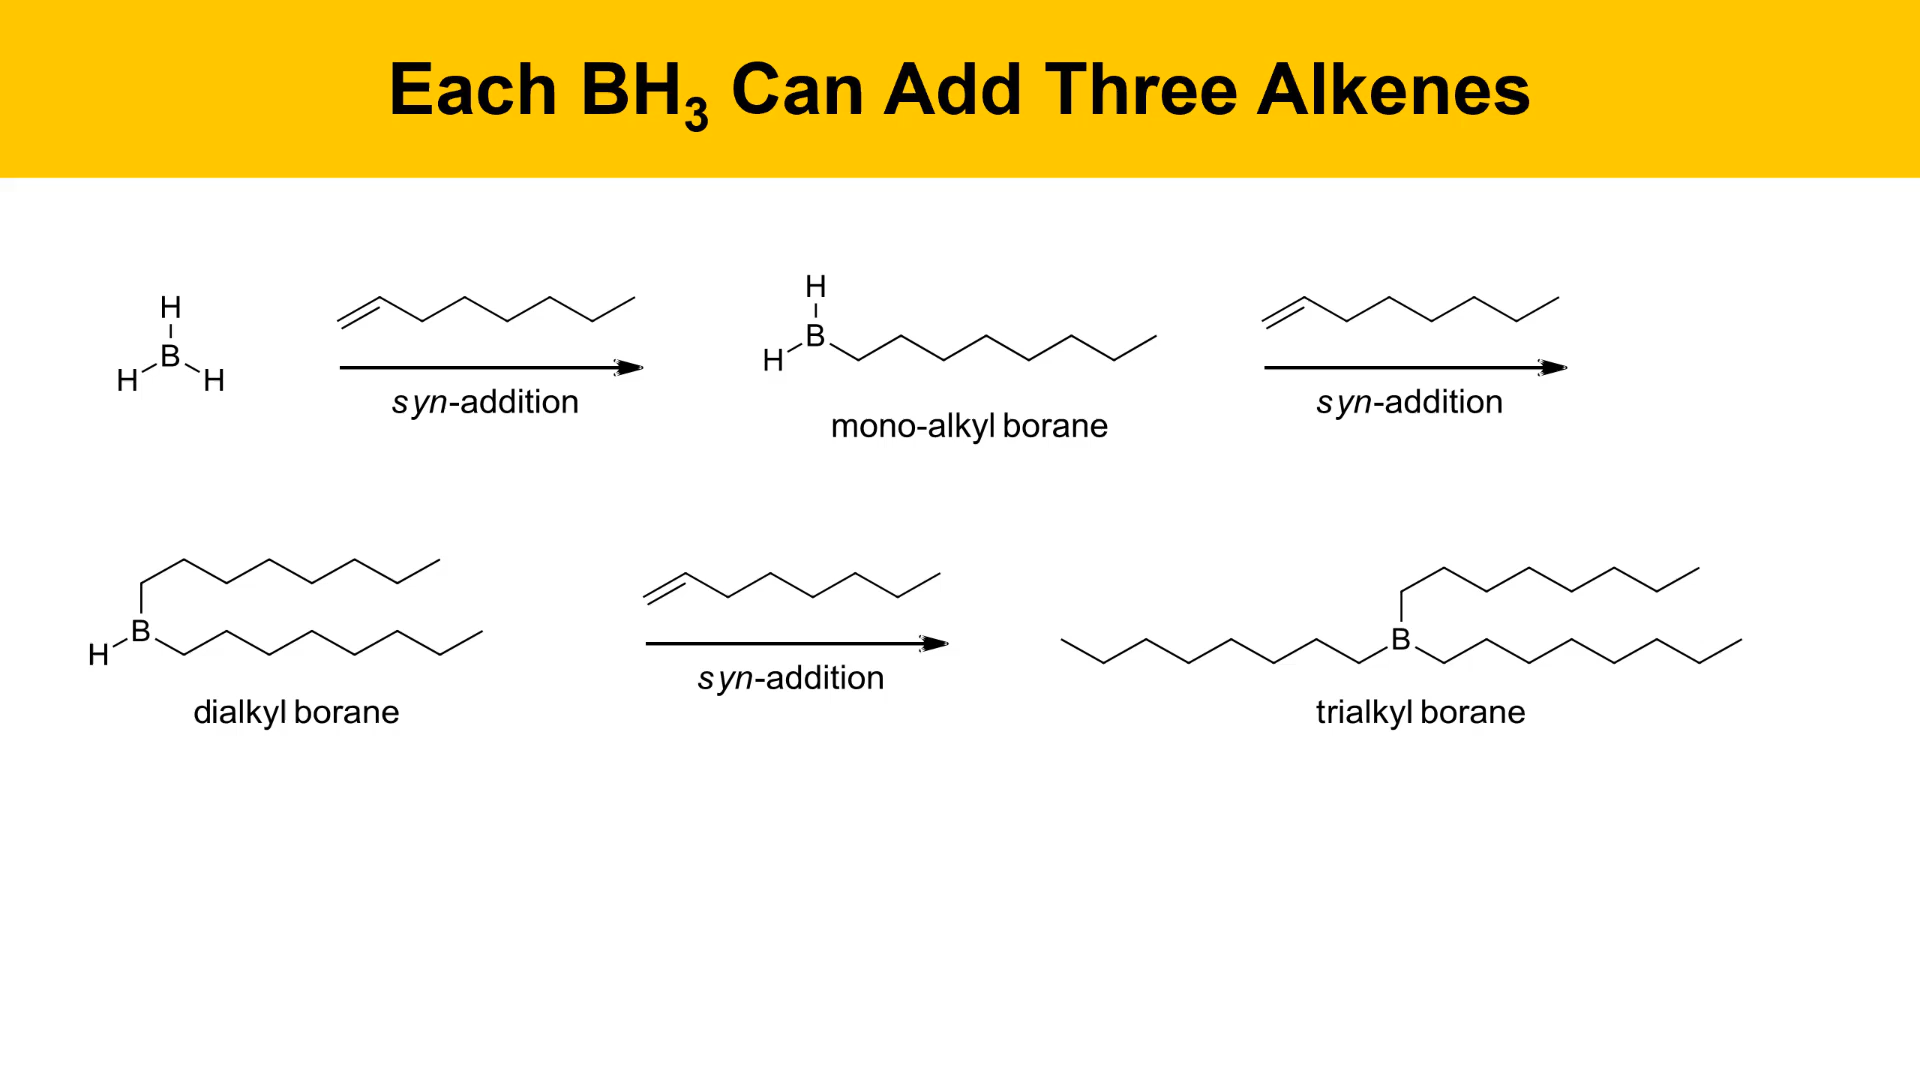 Each BH₃ Can Add Three Alkenes
H
B
H H
syn-addition
H
B
H
mono-alkyl borane
syn-addition
B
H
dialkyl borane
syn-addition
B
trialkyl borane